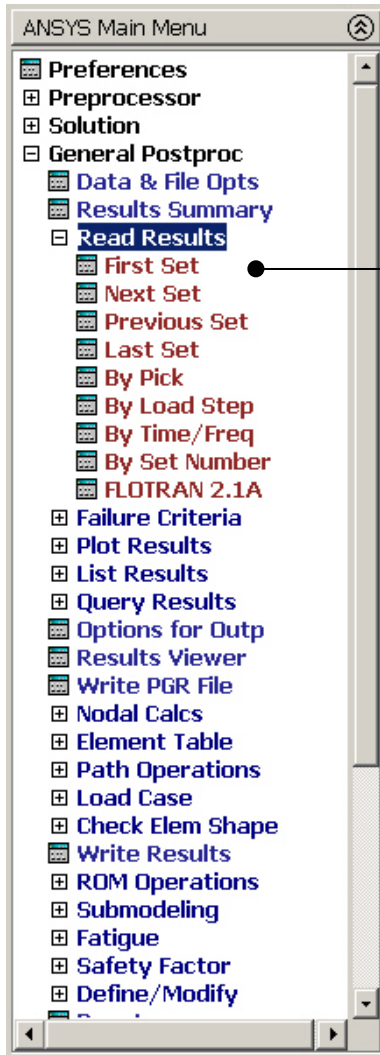 ANSYS Main Menu
Preferences
Preprocessor
Solution
General Postproc
Data & File Opts
Results Summary
Read Results
First Set
Next Set
Previous Set
Last Set
By Pick
By Load Step
By Time/Freq
By Set Number
FLOTRAN 2.1A
Failure Criteria
Plot Results
List Results
Query Results
Options for Outp
Results Viewer
Write PGR File
Nodal Calcs
Element Table
Path Operations
Load Case
Check Elem Shape
Write Results
ROM Operations
Submodeling
Fatigue
Safety Factor
Define/Modify